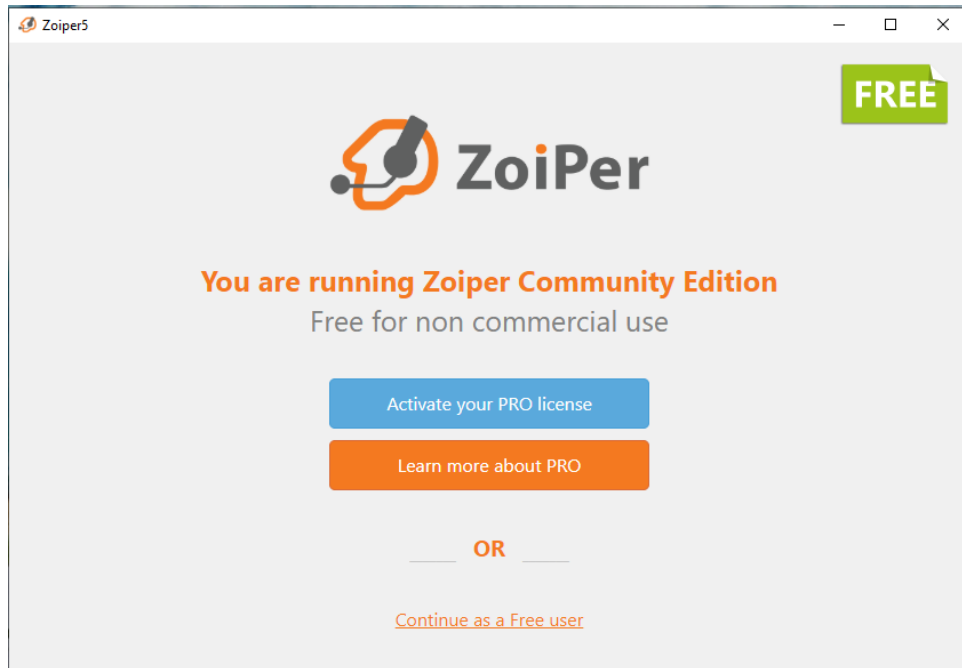 Zoiper5
FREE
ZoiPer
You are running Zoiper Community Edition
Free for non commercial use
Activate your PRO license
Learn more about PRO
OR
Continue as a Free user